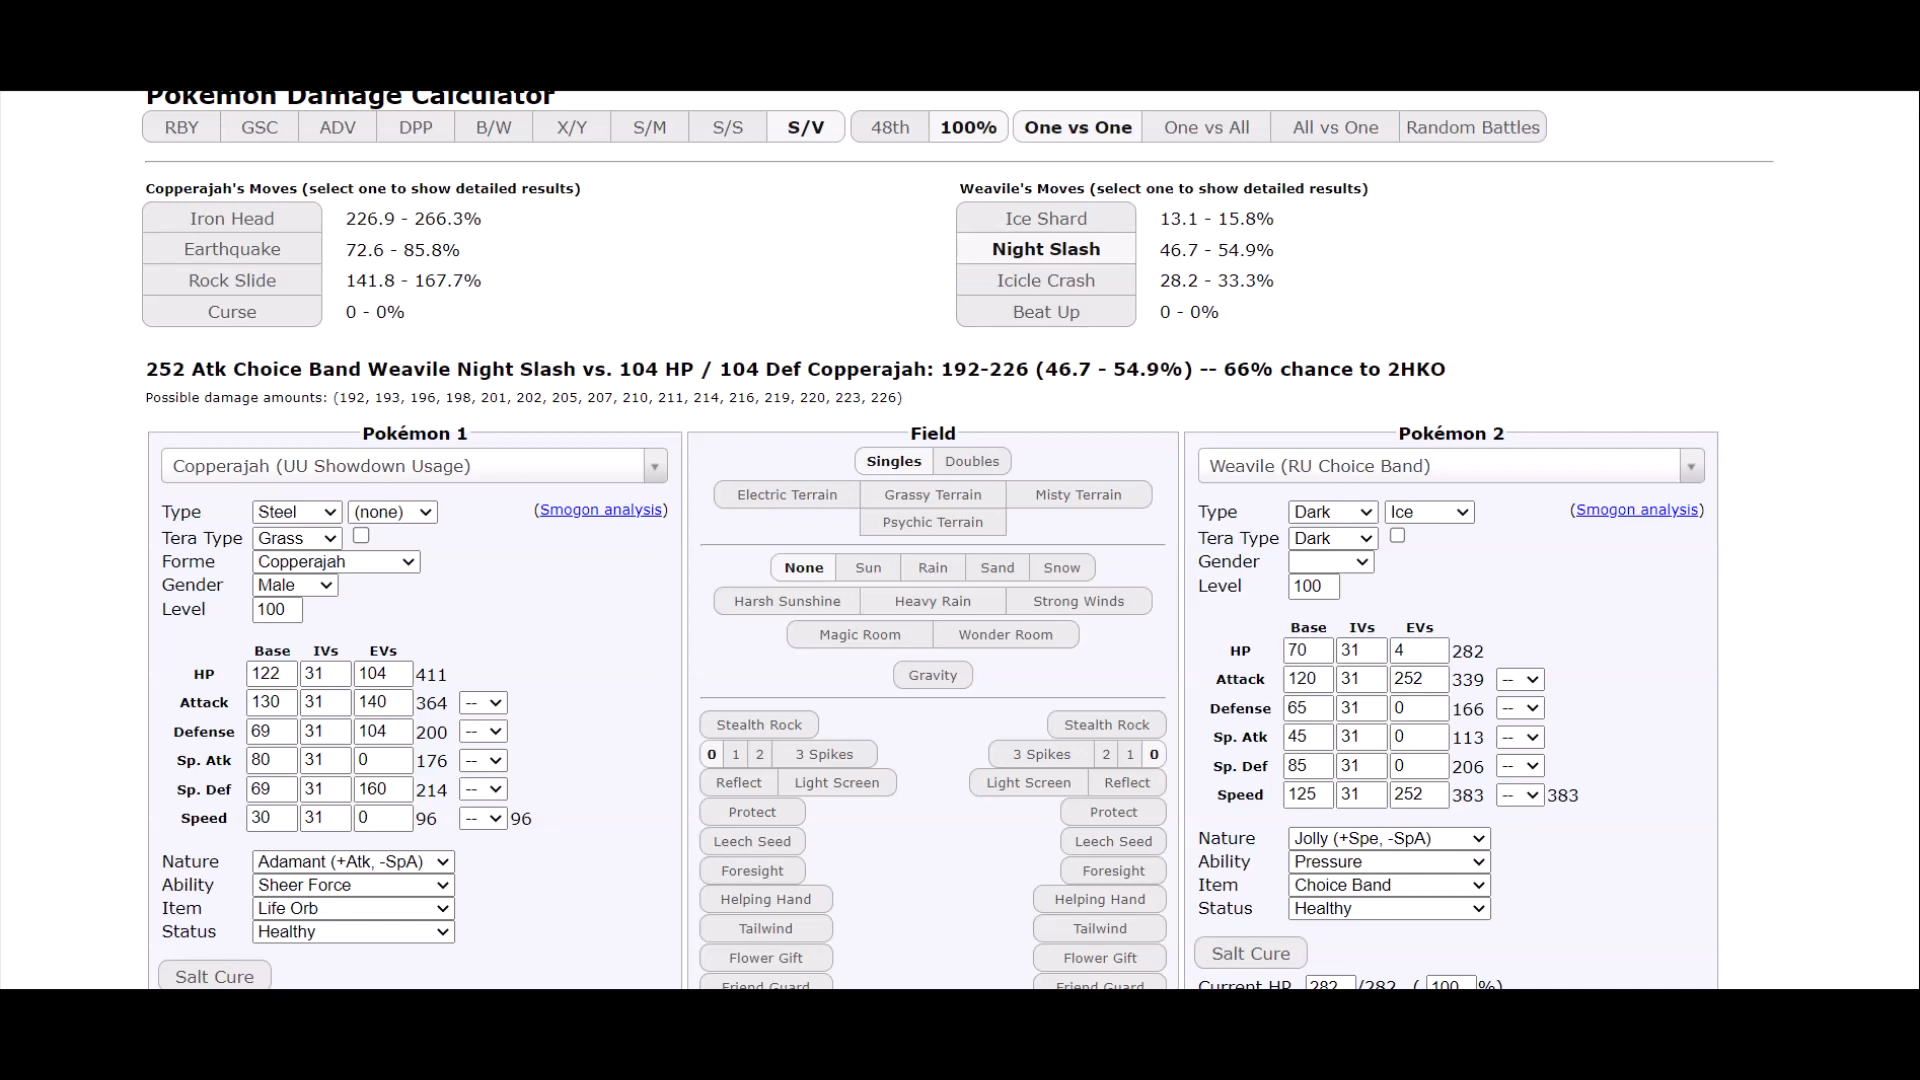 Pokémon Damage Calculator
RBY GSC ADV DPP B/W X/Y S/M S/S S/V 48th 100% One vs One One vs All All vs One Random Battles
Copperajah's Moves (select one to show detailed results)
Iron Head 226.9 - 266.3%
Earthquake 72.6 - 85.8%
Rock Slide 141.8 - 167.7%
Curse 0 - 0%
Weavile's Moves (select one to show detailed results)
Ice Shard 13.1 - 15.8%
Night Slash 46.7 - 54.9%
Icicle Crash 28.2 - 33.3%
Beat Up 0 - 0%
252 Atk Choice Band Weavile Night Slash vs. 104 HP / 104 Def Copperajah: 192-226 (46.7 - 54.9%) -- 66% chance to 2HKO
Possible damage amounts: (192, 193, 196, 198, 201, 202, 205, 207, 210, 211, 214, 216, 219, 220, 223, 226)
Pokémon 1
Copperajah (UU Showdown Usage)
Type Steel (none) (Smogon analysis)
Tera Type Grass
Forme Copperajah
Gender Male
Level 100
Base IVs EVs
HP 122 31 104 411
Attack 130 31 140 364 --
Defense 69 31 104 200 --
Sp. Atk 80 31 0 176 --
Sp. Def 69 31 160 214 --
Speed 30 31 0 96 -- 96
Nature Adamant (+Atk, -SpA)
Ability Sheer Force
Item Life Orb
Status Healthy
Salt Cure
Field
Singles Doubles
Electric Terrain Grassy Terrain Misty Terrain
Psychic Terrain
None Sun Rain Sand Snow
Harsh Sunshine Heavy Rain Strong Winds
Magic Room Wonder Room
Gravity
Stealth Rock Stealth Rock
0 1 2 3 Spikes 3 Spikes 2 1 0
Reflect Light Screen Light Screen Reflect
Protect Protect
Leech Seed Leech Seed
Foresight Foresight
Helping Hand Helping Hand
Tailwind Tailwind
Flower Gift Flower Gift
Friend Guard Friend Guard
Pokémon 2
Weavile (RU Choice Band)
Type Dark Ice (Smogon analysis)
Tera Type Dark
Gender
Level 100
Base IVs EVs
HP 70 31 4 282
Attack 120 31 252 339 --
Defense 65 31 0 166 --
Sp. Atk 45 31 0 113 --
Sp. Def 85 31 0 206 --
Speed 125 31 252 383 -- 383
Nature Jolly (+Spe, -SpA)
Ability Pressure
Item Choice Band
Status Healthy
Salt Cure
Current HP 282 /282 ( 100 %)